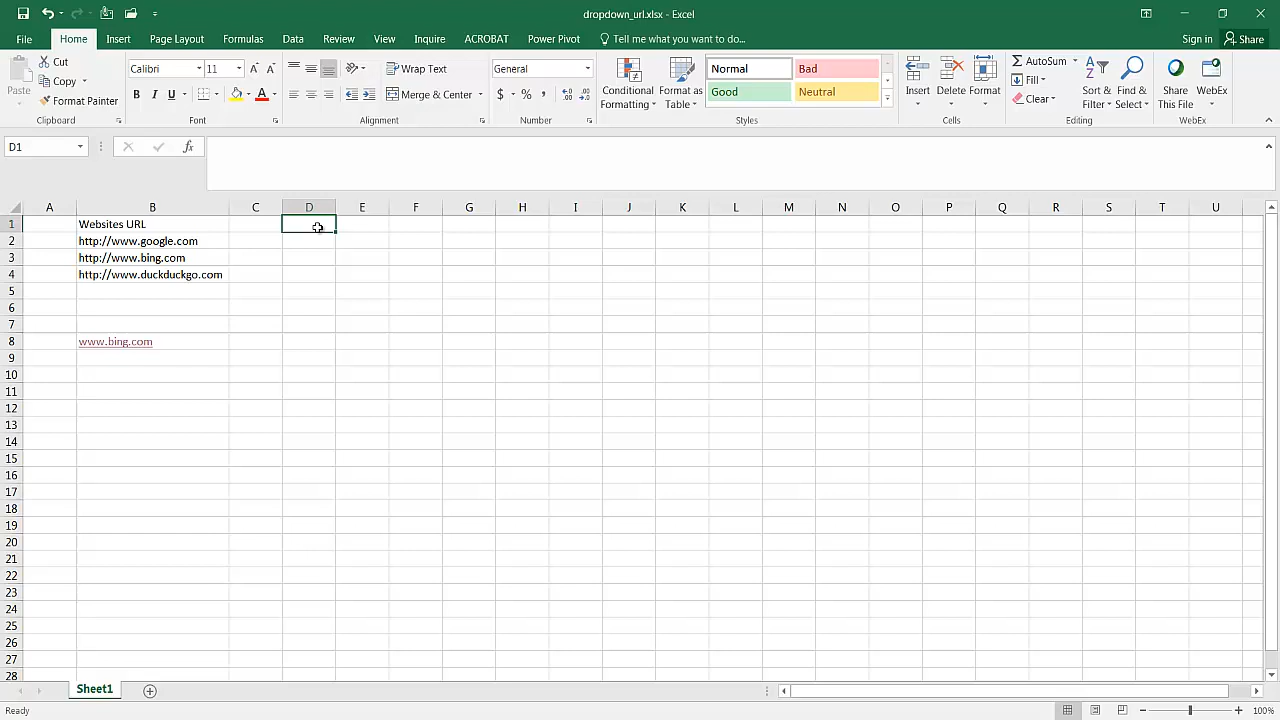 dropdown_url.xlsx - Excel
File Home Insert Page Layout Formulas Data Review View Inquire ACROBAT Power Pivot Tell me what you want to do... Sign in Share
Paste
Cut
Copy
Format Painter
Clipboard
Calibri 11
B I U
Font
Wrap Text
Merge & Center
Alignment
General
$ % ,
Number
Conditional Formatting
Format as Table
Normal Bad
Good Neutral
Styles
Insert Delete Format
Cells
AutoSum
Fill
Clear
Sort & Filter
Find & Select
Editing
Share This File
WebEx
WebEx
D1 fx
A B C D E F G H I J K L M N O P Q R S T U
1 Websites URL
2 http://www.google.com
3 http://www.bing.com
4 http://www.duckduckgo.com
5
6
7
8 www.bing.com
9
10
11
12
13
14
15
16
17
18
19
20
21
22
23
24
25
26
27
28
Sheet1
Ready 100%